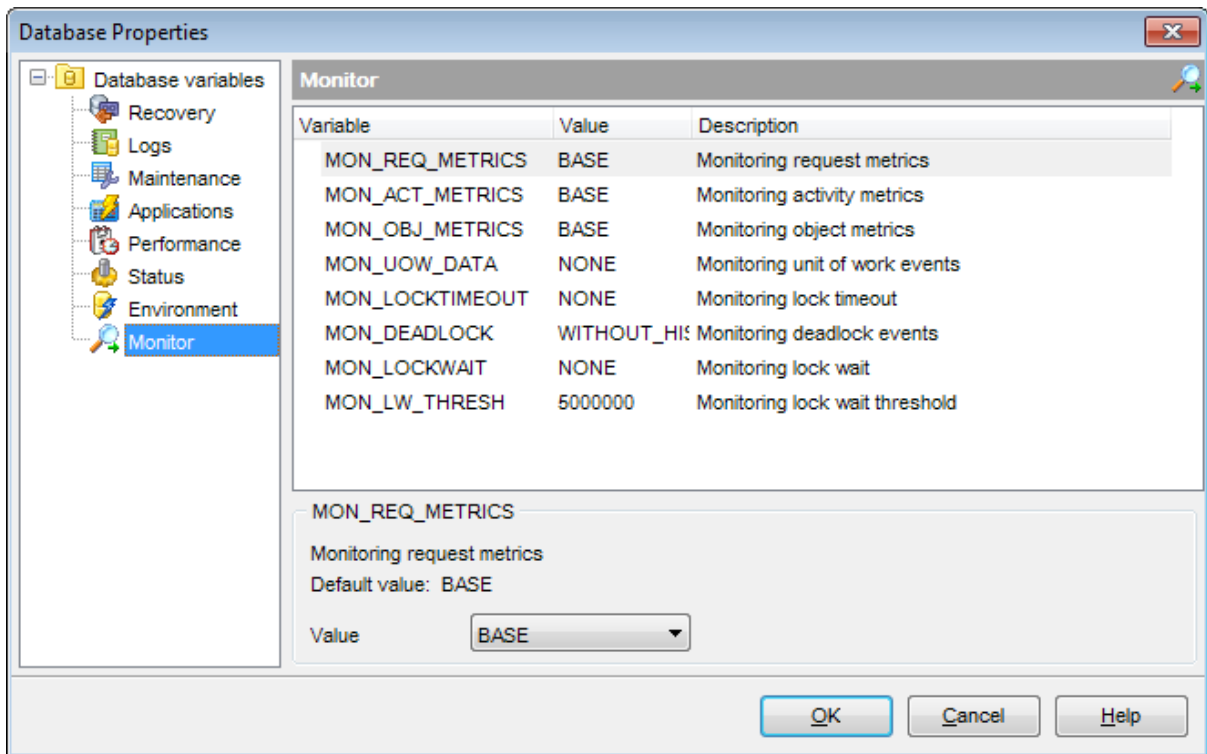 Database Properties
Database variables
Recovery
Logs
Maintenance
Applications
Performance
Status
Environment
Monitor
Monitor
Variable Value Description
MON_REQ_METRICS BASE Monitoring request metrics
MON_ACT_METRICS BASE Monitoring activity metrics
MON_OBJ_METRICS BASE Monitoring object metrics
MON_UOW_DATA NONE Monitoring unit of work events
MON_LOCKTIMEOUT NONE Monitoring lock timeout
MON_DEADLOCK WITHOUT_HIS Monitoring deadlock events
MON_LOCKWAIT NONE Monitoring lock wait
MON_LW_THRESH 5000000 Monitoring lock wait threshold
MON_REQ_METRICS
Monitoring request metrics
Default value: BASE
Value BASE
OK Cancel Help